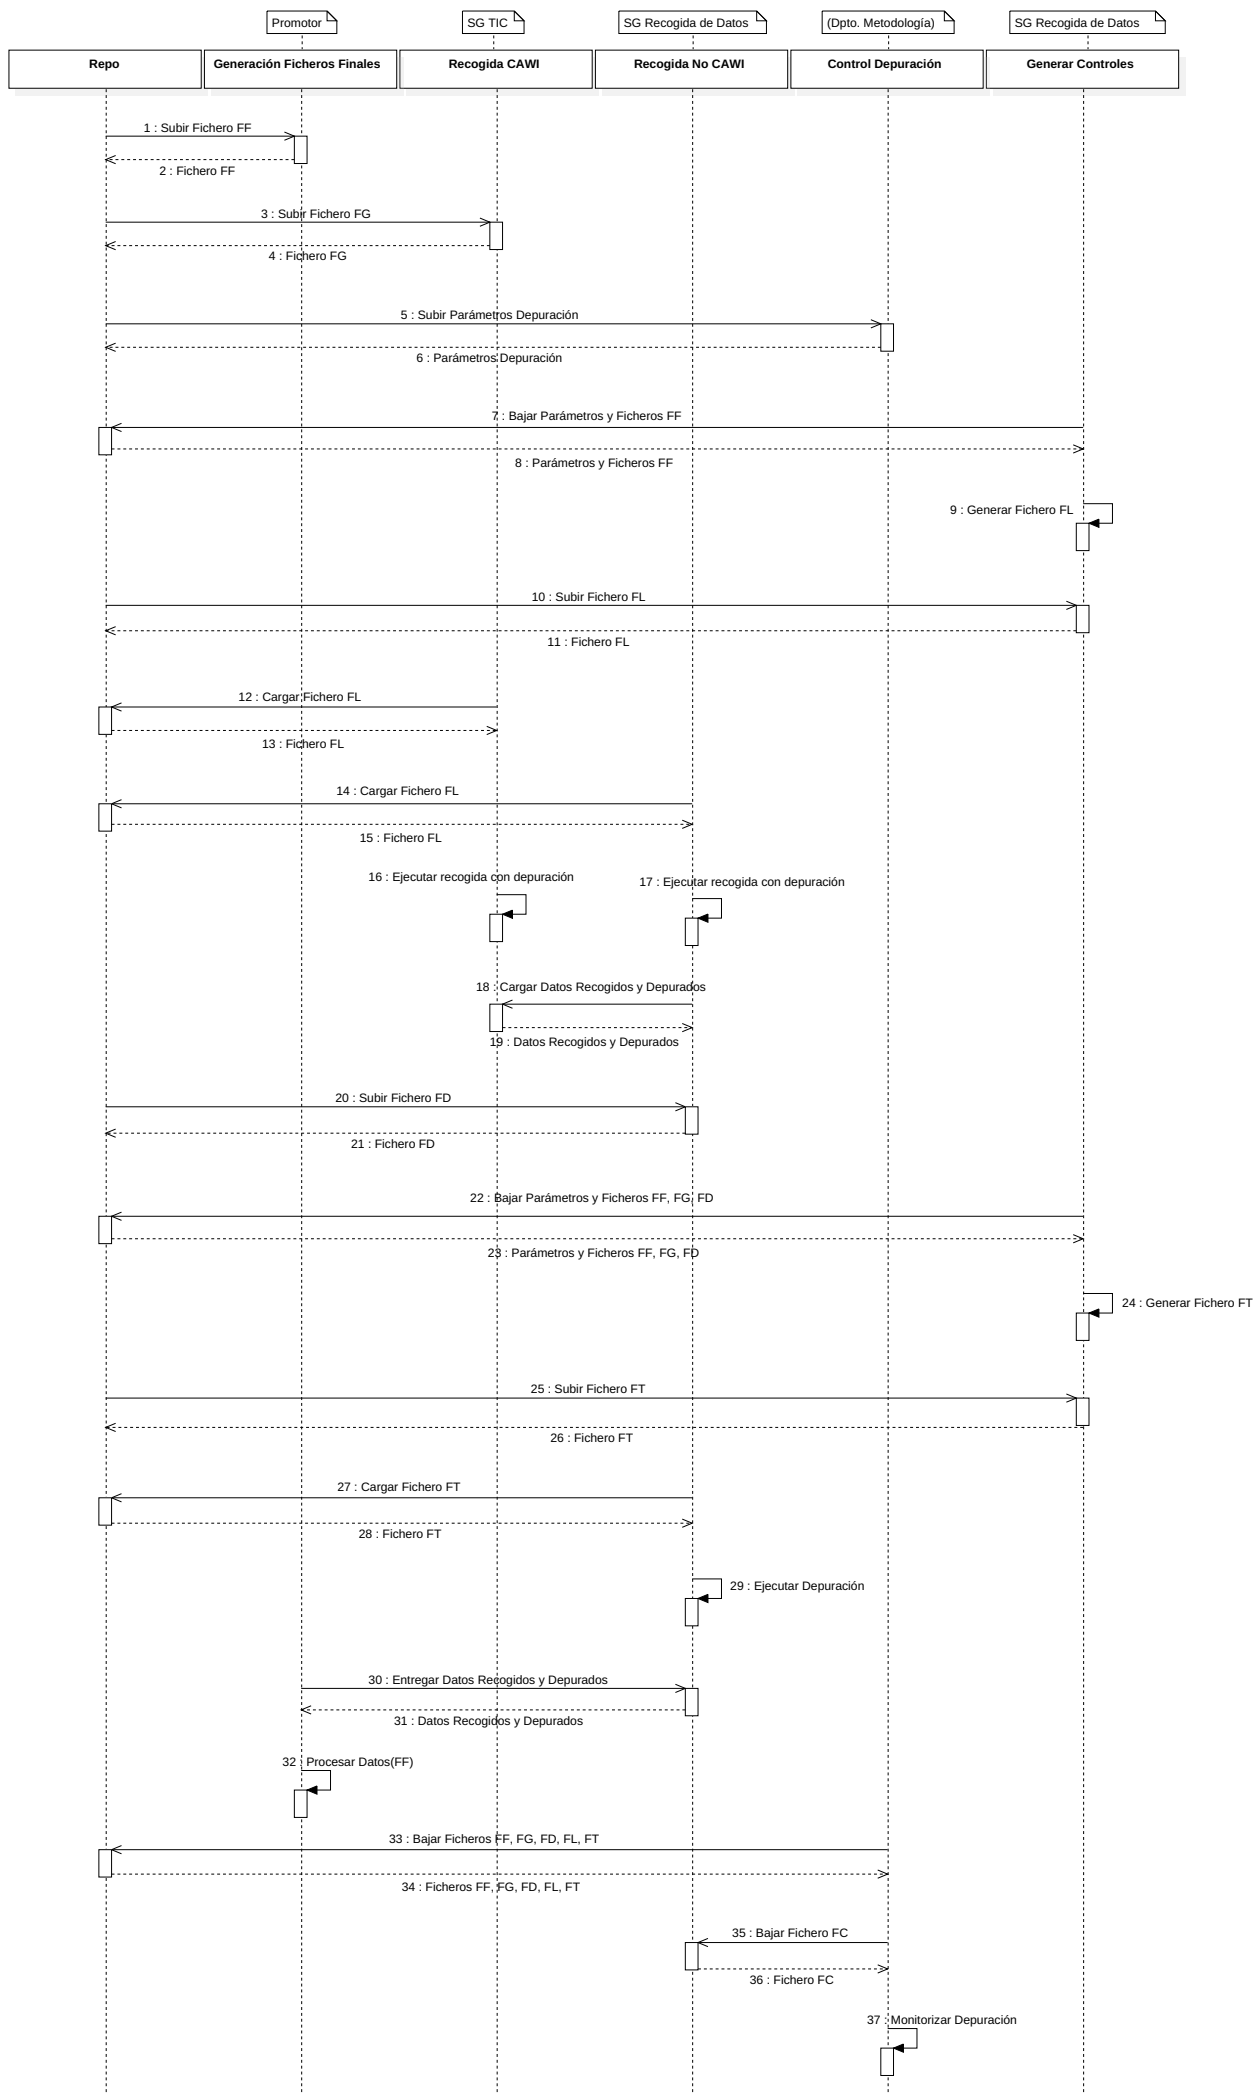 Promotor
SG TIC
SG Recogida de Datos
(Dpto. Metodología)
SG Recogida de Datos
Repo
Generación Ficheros Finales
Recogida CAWI
Recogida No CAWI
Control Depuración
Generar Controles
1 : Subir Fichero FF
2 : Fichero FF
3 : Subir Fichero FG
4 : Fichero FG
5 : Subir Parámetros Depuración
6 : Parámetros Depuración
7 : Bajar Parámetros y Ficheros FF
8 : Parámetros y Ficheros FF
9 : Generar Fichero FL
10 : Subir Fichero FL
11 : Fichero FL
12 : Cargar Fichero FL
13 : Fichero FL
14 : Cargar Fichero FL
15 : Fichero FL
16 : Ejecutar recogida con depuración
17 : Ejecutar recogida con depuración
18 : Cargar Datos Recogidos y Depurados
19 : Datos Recogidos y Depurados
20 : Subir Fichero FD
21 : Fichero FD
22 : Bajar Parámetros y Ficheros FF, FG, FD
23 : Parámetros y Ficheros FF, FG, FD
24 : Generar Fichero FT
25 : Subir Fichero FT
26 : Fichero FT
27 : Cargar Fichero FT
28 : Fichero FT
29 : Ejecutar Depuración
30 : Entregar Datos Recogidos y Depurados
31 : Datos Recogidos y Depurados
32 : Procesar Datos(FF)
33 : Bajar Ficheros FF, FG, FD, FL, FT
34 : Ficheros FF, FG, FD, FL, FT
35 : Bajar Fichero FC
36 : Fichero FC
37 : Monitorizar Depuración